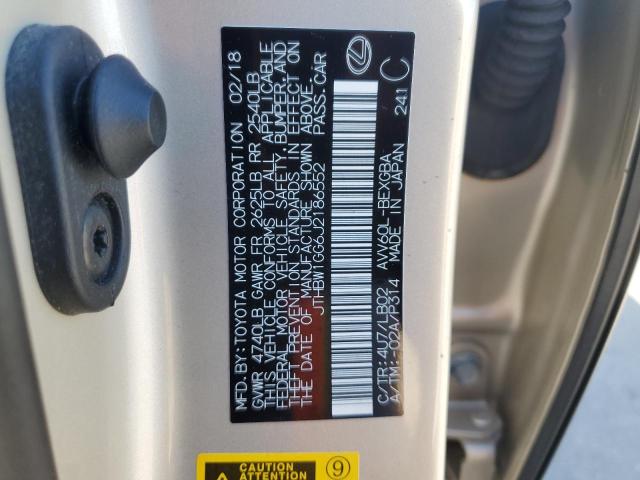 MFD. BY: TOYOTA MOTOR CORPORATION 02/18
GVWR 4740LB GAWR FR 2625LB RR 2540LB
THIS VEHICLE CONFORMS TO ALL APPLICABLE
FEDERAL MOTOR VEHICLE SAFETY, BUMPER, AND
THEFT PREVENTION STANDARDS IN EFFECT ON
THE DATE OF MANUFACTURE SHOWN ABOVE.
JTHBW1GG6J2186552 PASS. CAR
C/TR: 4U7/LB02 AVV60L-BEXGBA
A/TM: -02A/P314 MADE IN JAPAN 241 C
CAUTION 9
ATTENTION